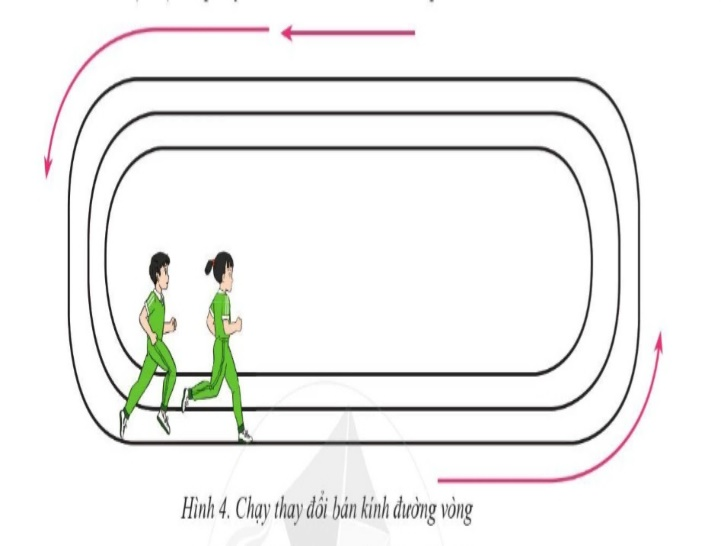 Hình 4. Chạy thay đổi bán kính đường vòng